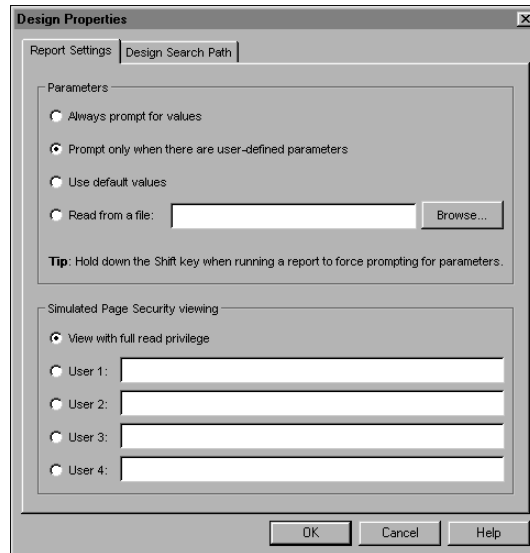 Design Properties
Report Settings Design Search Path
Parameters
Always prompt for values
Prompt only when there are user-defined parameters
Use default values
Read from a file: Browse...
Tip: Hold down the Shift key when running a report to force prompting for parameters.
Simulated Page Security viewing
View with full read privilege
User 1:
User 2:
User 3:
User 4:
OK Cancel Help